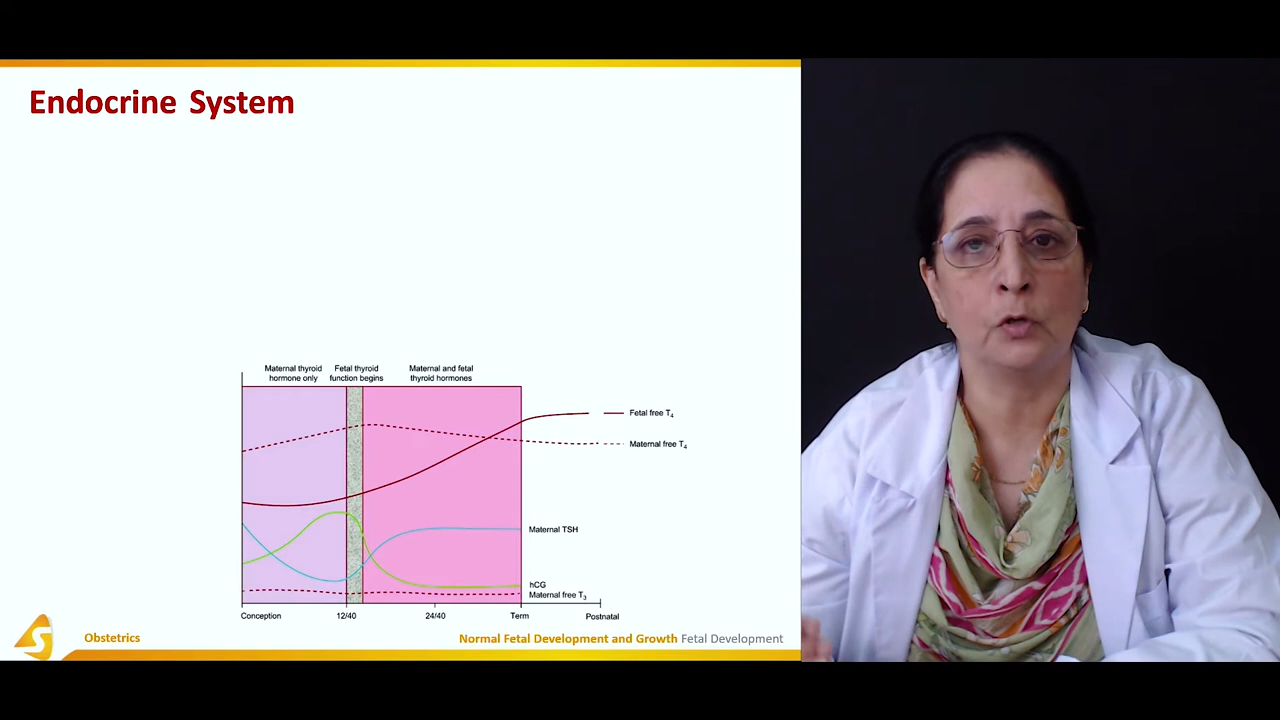 Endocrine System
Maternal thyroid hormone only
Fetal thyroid function begins
Maternal and fetal thyroid hormones
Fetal free T₄
Maternal free T₄
Maternal TSH
hCG
Maternal free T₃
Conception
12/40
24/40
Term
Postnatal
S
Obstetrics
Normal Fetal Development and Growth Fetal Development